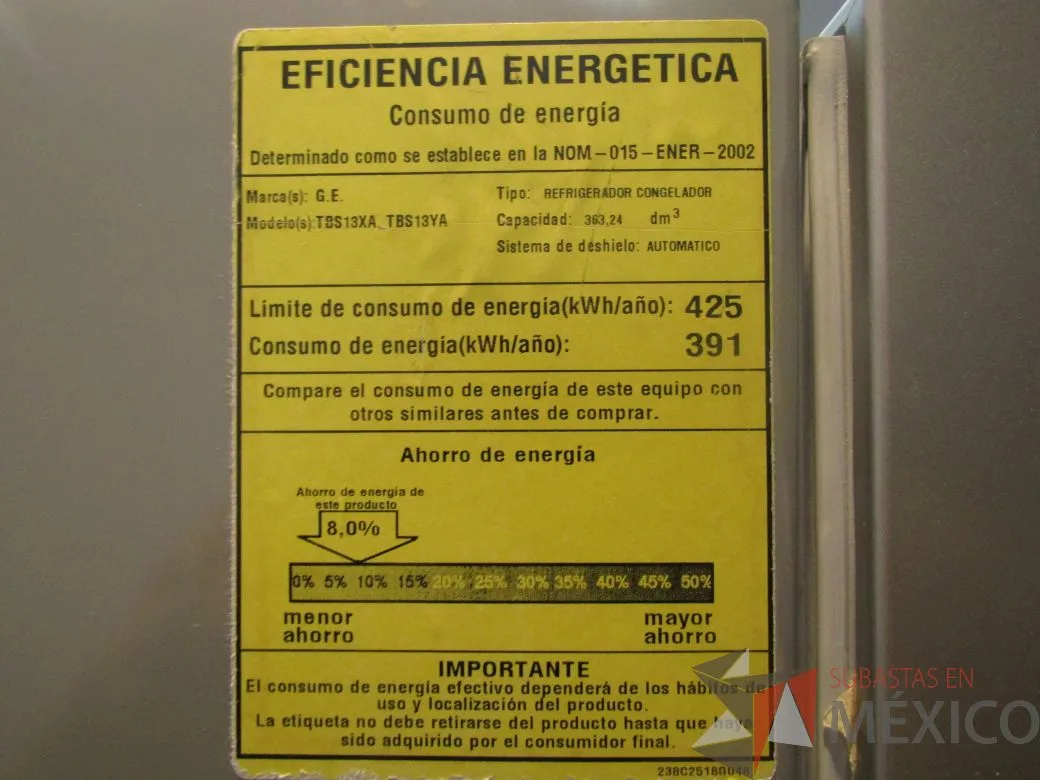 EFICIENCIA ENERGETICA
Consumo de energía
Determinado como se establece en la NOM-015-ENER-2002
Marca(s): G.E.
Modelo(s):TBS13XA, TBS13YA
Tipo: REFRIGERADOR CONGELADOR
Capacidad: 363,24 dm3
Sistema de deshielo: AUTOMATICO
Límite de consumo de energía(kWh/año): 425
Consumo de energía(kWh/año): 391
Compare el consumo de energía de este equipo con
otros similares antes de comprar.
Ahorro de energía
Ahorro de energía de
este producto
8,0%
0% 5% 10% 15% 20% 25% 30% 35% 40% 45% 50%
menor
ahorro
mayor
ahorro
IMPORTANTE
El consumo de energía efectivo dependerá de los hábitos de
uso y localización del producto.
La etiqueta no debe retirarse del producto hasta que haya
sido adquirido por el consumidor final.
SUBASTAS EN
MÉXICO